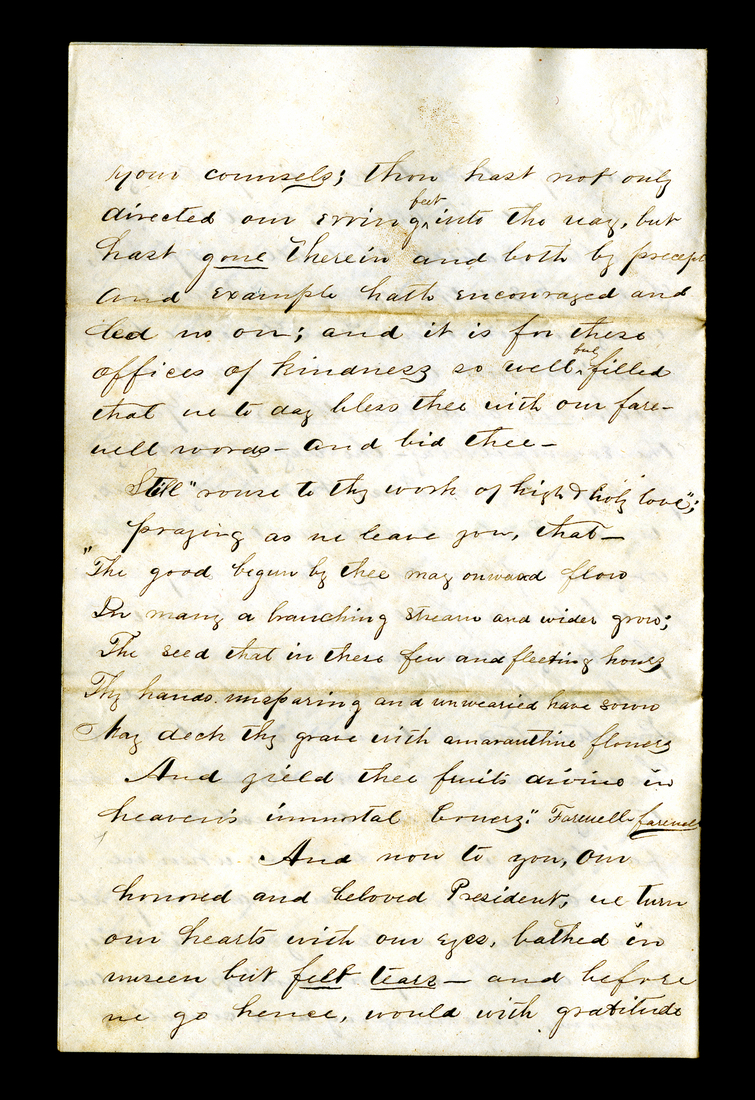 your counsels; thou hast not only
directed our erring feet into the way, but
hast gone therein and both by precept
and example hath encouraged and
led us on; and it is for these
offices of kindness so well fulfilled
that we to day bless thee with our fare-
well words - and bid thee -
Still "rouse to thy work of high & holy love";
praying as we leave you, that -
"The good begun by thee may onward flow
In many a branching stream and wider grow;
The seed that in these few and fleeting hours
Thy hands unsparing and unwearied have sown
May deck thy grave with amaranthine flowers
And yield thee fruits divine in
heaven's immortal bowers." Farewell farewell
And now to you, our
honored and beloved President, we turn
our hearts with our eyes, bathed in
unseen but felt tears - and before
we go hence, would with gratitude